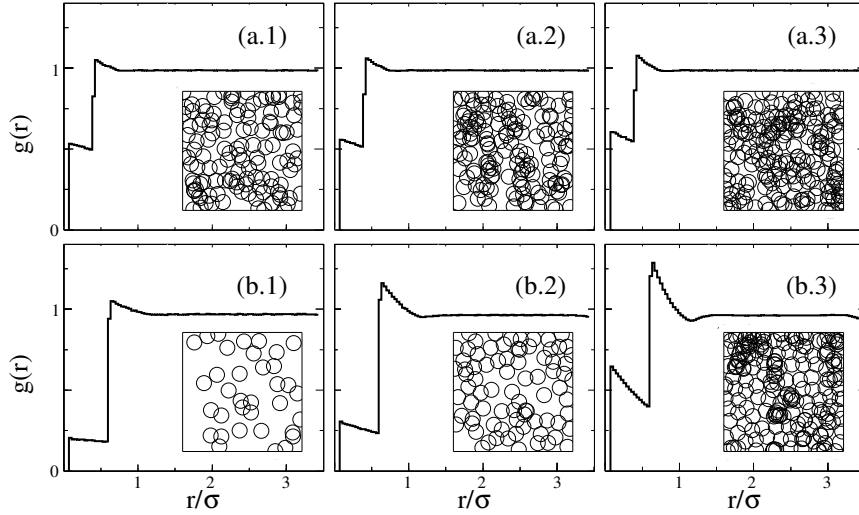 (a.1)
(a.2)
(a.3)
1
g(r)
0
(b.1)
(b.2)
(b.3)
1
g(r)
0
1
2
3
1
2
3
1
2
3
r/σ
r/σ
r/σ